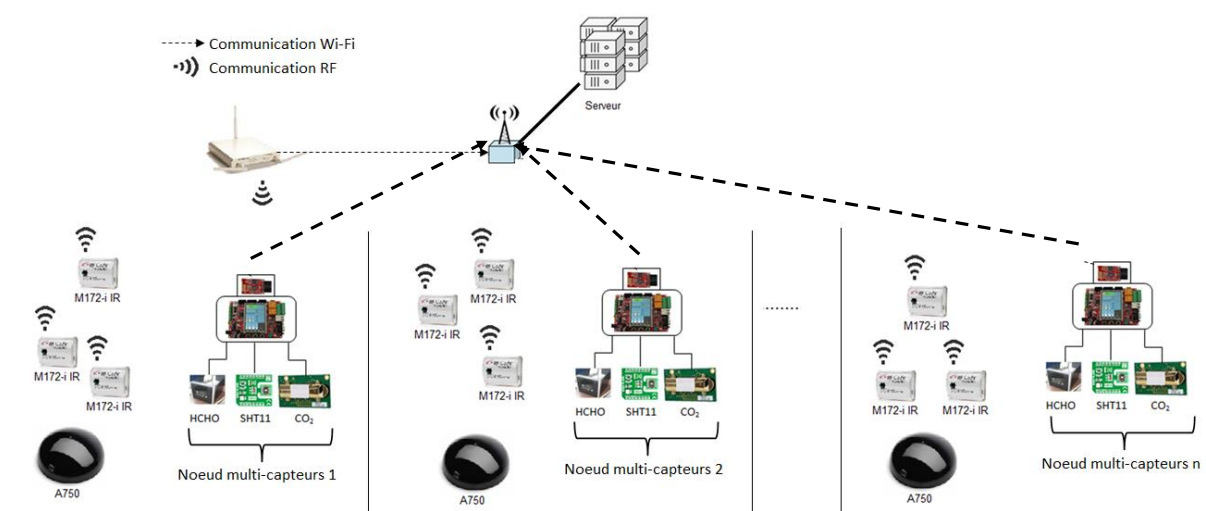 Communication Wi-Fi
Communication RF
Serveur
M172-i IR
M172-i IR
M172-i IR
A750
HCHO SHT11 CO₂
Noeud multi-capteurs 1
M172-i IR
M172-i IR
M172-i IR
A750
HCHO SHT11 CO₂
Noeud multi-capteurs 2
........
M172-i IR
M172-i IR M172-i IR
A750
HCHO SHT11 CO₂
Noeud multi-capteurs n